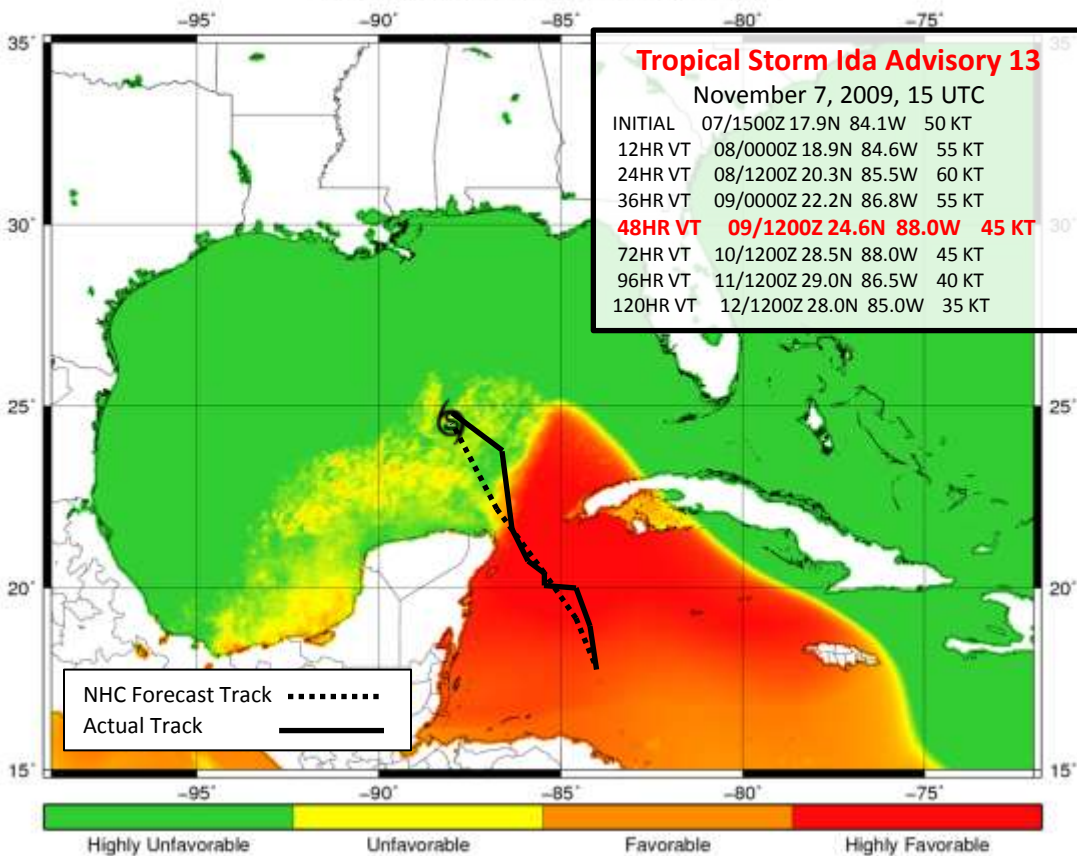 −95° −90° −85° −80° −75°
35° 35°
Tropical Storm Ida Advisory 13
November 7, 2009, 15 UTC
INITIAL 07/1500Z 17.9N 84.1W 50 KT
12HR VT 08/0000Z 18.9N 84.6W 55 KT
24HR VT 08/1200Z 20.3N 85.5W 60 KT
36HR VT 09/0000Z 22.2N 86.8W 55 KT
48HR VT 09/1200Z 24.6N 88.0W 45 KT
72HR VT 10/1200Z 28.5N 88.0W 45 KT
96HR VT 11/1200Z 29.0N 86.5W 40 KT
120HR VT 12/1200Z 28.0N 85.0W 35 KT
30° 30°
25° 25°
20° 20°
NHC Forecast Track
Actual Track
15° 15°
−95° −90° −85° −80° −75°
Highly Unfavorable Unfavorable Favorable Highly Favorable